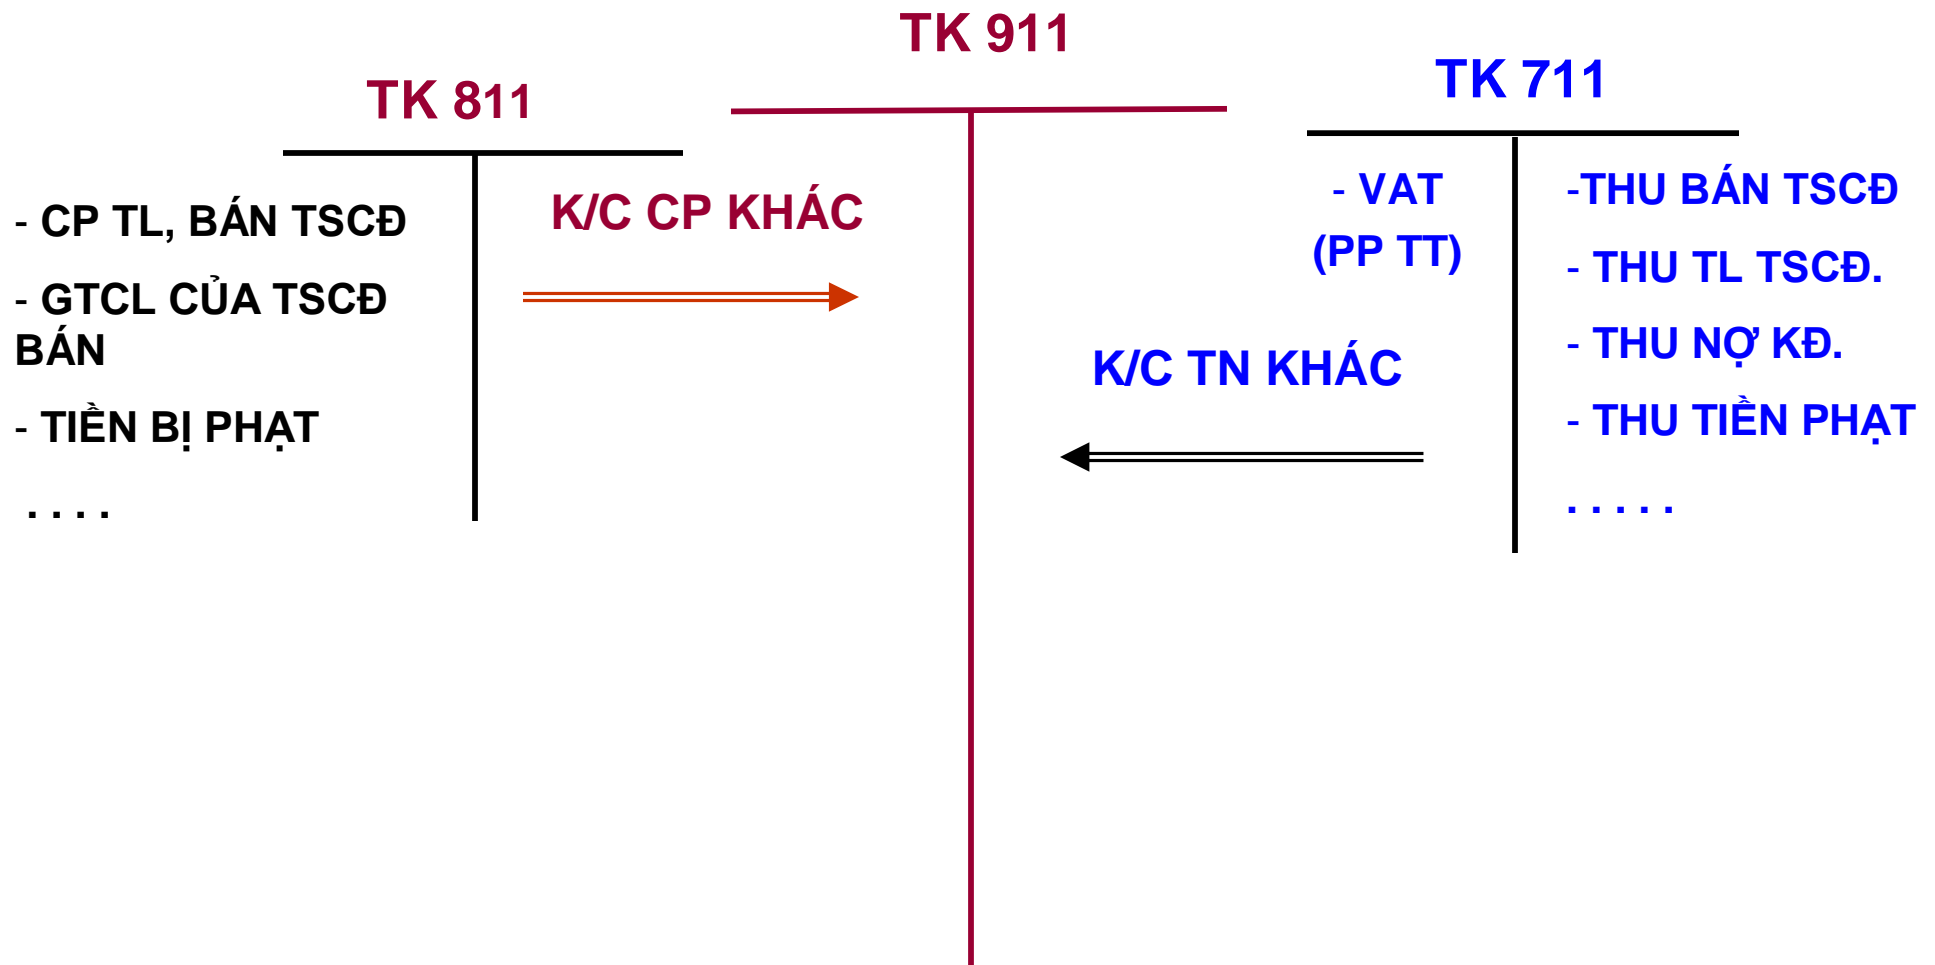 TK 911
TK 811
TK 711
- CP TL, BÁN TSCĐ
- GTCL CỦA TSCĐ
BÁN
- TIỀN BỊ PHẠT
. . . .
K/C CP KHÁC
K/C TN KHÁC
- VAT
(PP TT)
-THU BÁN TSCĐ
- THU TL TSCĐ.
- THU NỢ KĐ.
- THU TIỀN PHẠT
. . . . .